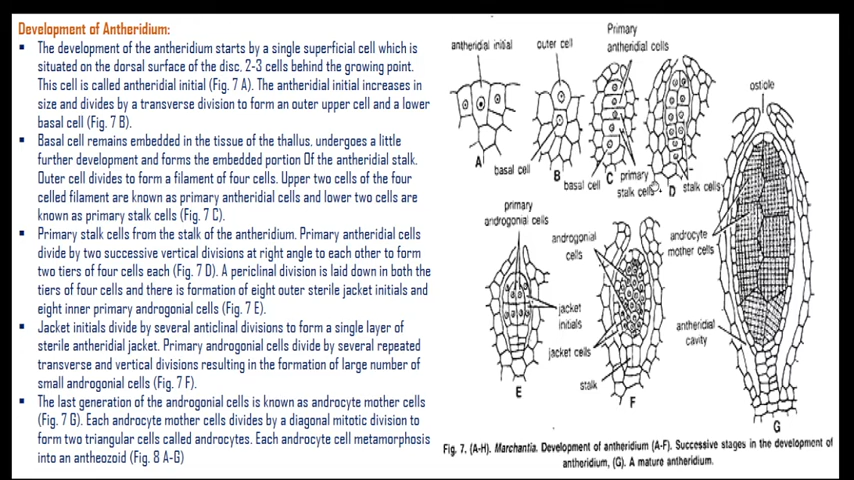 Development of Antheridium:
▪ The development of the antheridium starts by a single superficial cell which is
situated on the dorsal surface of the disc, 2-3 cells behind the growing point.
This cell is called antheridial initial (Fig. 7 A). The antheridial initial increases in
size and divides by a transverse division to form an outer upper cell and a lower
basal cell (Fig. 7 B).
▪ Basal cell remains embedded in the tissue of the thallus, undergoes a little
further development and forms the embedded portion Of the antheridial stalk.
Outer cell divides to form a filament of four cells. Upper two cells of the four
celled filament are known as primary antheridial cells and lower two cells are
known as primary stalk cells (Fig. 7 C).
▪ Primary stalk cells from the stalk of the antheridium. Primary antheridial cells
divide by two successive vertical divisions at right angle to each other to form
two tiers of four cells each (Fig. 7 D). A periclinal division is laid down in both the
tiers of four cells and there is formation of eight outer sterile jacket initials and
eight inner primary androgonial cells (Fig. 7 E).
▪ Jacket initials divide by several anticlinal divisions to form a single layer of
sterile antheridial jacket. Primary androgonial cells divide by several repeated
transverse and vertical divisions resulting in the formation of large number of
small androgonial cells (Fig. 7 F).
▪ The last generation of the androgonial cells is known as androcyte mother cells
(Fig. 7 G). Each androcyte mother cells divides by a diagonal mitotic division to
form two triangular cells called androcytes. Each androcyte cell metamorphosis
into an antheozoid (Fig. 8 A-G)
Primary
antheridial cells
antheridial initial
outer cell
ostiole
A
basal cell
B
basal cell
C
primary
stalk cells
D
stalk cells
primary
androgonial cells
androgonial
cells
androcyte
mother cells
jacket
initials
jacket cells
antheridial
cavity
stalk
E
F
G
Fig. 7. (A-H). Marchantia. Development of antheridium (A-F). Successive stages in the development of
antheridium, (G). A mature antheridium.